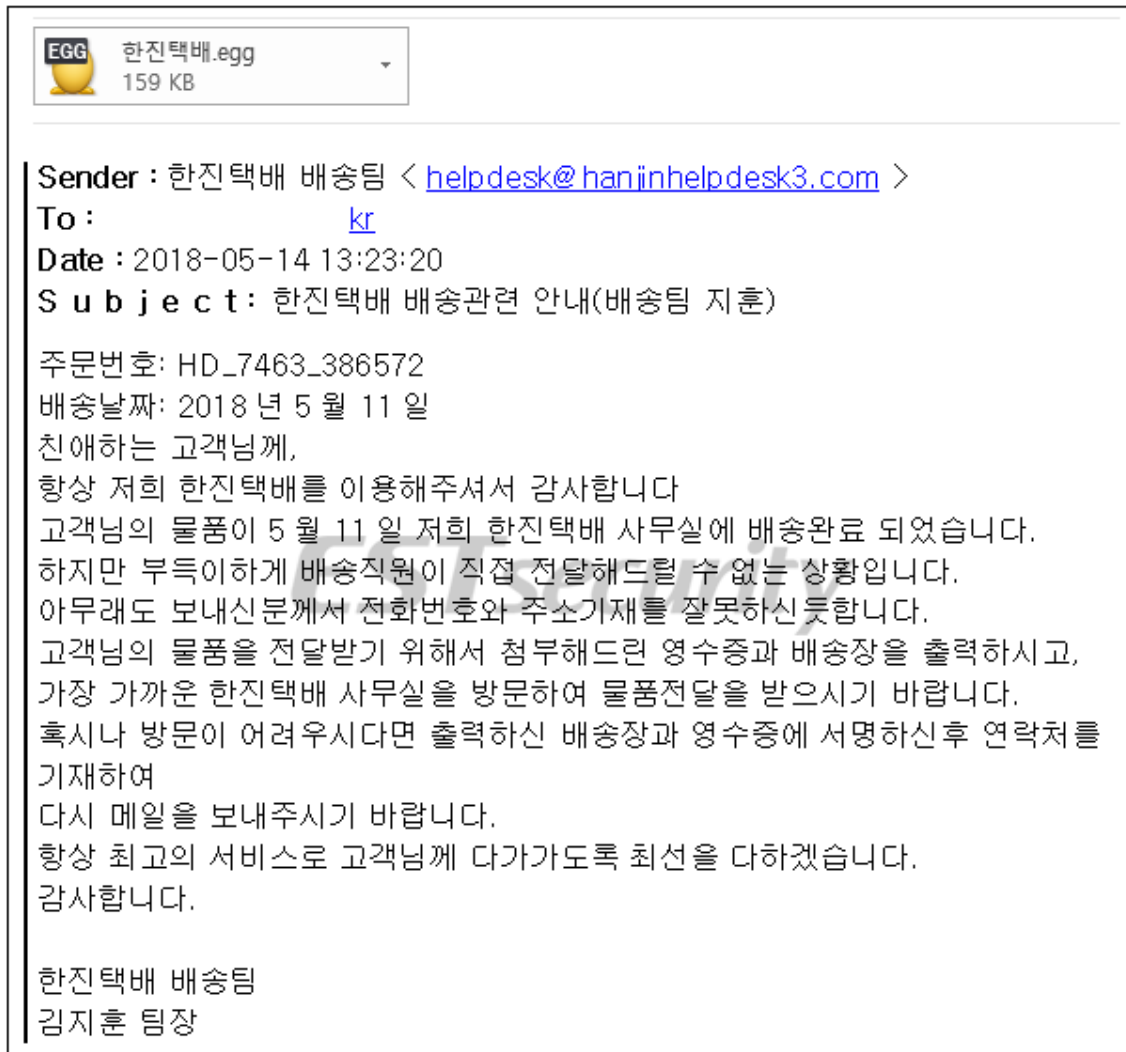 EGG
한진택배.egg
159 KB
Sender : 한진택배 배송팀 < helpdesk@hanjinhelpdesk3.com >
To : kr
Date : 2018-05-14 13:23:20
S u b j e c t : 한진택배 배송관련 안내(배송팀 지훈)
주문번호: HD_7463_386572
배송날짜: 2018 년 5 월 11 일
친애하는 고객님께,
항상 저희 한진택배를 이용해주셔서 감사합니다
고객님의 물품이 5 월 11 일 저희 한진택배 사무실에 배송완료 되었습니다.
하지만 부득이하게 배송직원이 직접 전달해드릴 수 없는 상황입니다.
ESTsecurity
아무래도 보내신분께서 전화번호와 주소기재를 잘못하신듯합니다.
고객님의 물품을 전달받기 위해서 첨부해드린 영수증과 배송장을 출력하시고,
가장 가까운 한진택배 사무실을 방문하여 물품전달을 받으시기 바랍니다.
혹시나 방문이 어려우시다면 출력하신 배송장과 영수증에 서명하신후 연락처를
기재하여
다시 메일을 보내주시기 바랍니다.
항상 최고의 서비스로 고객님께 다가가도록 최선을 다하겠습니다.
감사합니다.
한진택배 배송팀
김지훈 팀장